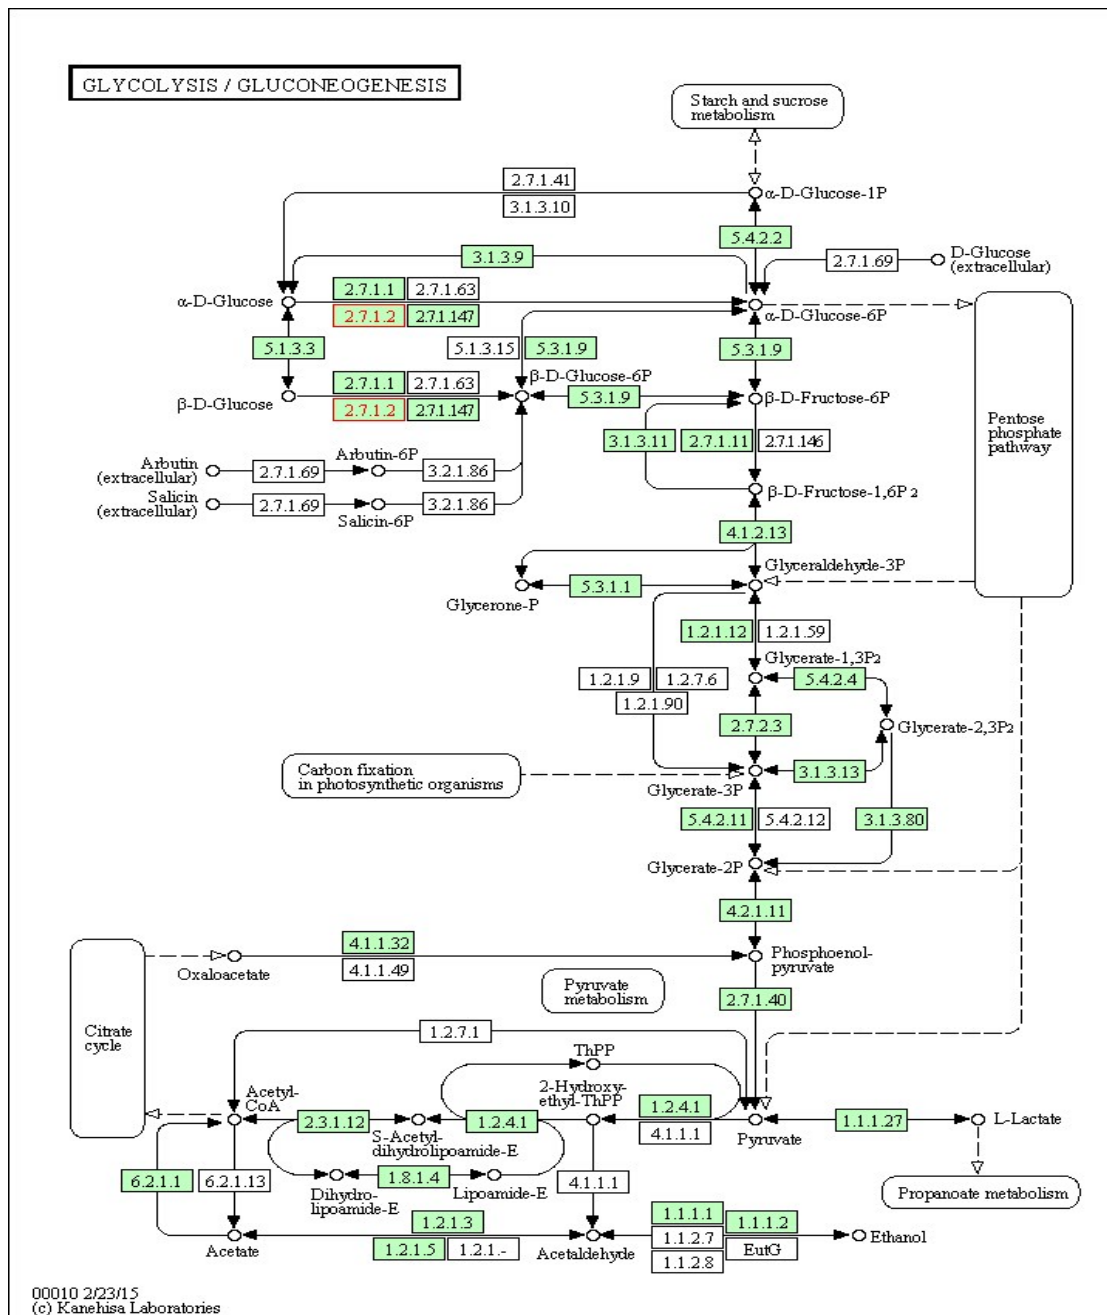 GLYCOLYSIS / GLUCONEOGENESIS
Starch and sucrose
metabolism
2.7.1.41
3.1.3.10
α-D-Glucose-1P
5.4.2.2
3.1.3.9
2.7.1.69
D-Glucose
(extracellular)
α-D-Glucose
2.7.1.1
2.7.1.63
2.7.1.2
2.7.1.147
α-D-Glucose-6P
5.1.3.3
5.1.3.15
5.3.1.9
5.3.1.9
β-D-Glucose
2.7.1.1
2.7.1.63
2.7.1.2
2.7.1.147
β-D-Glucose-6P
5.3.1.9
β-D-Fructose-6P
Pentose
phosphate
pathway
3.1.3.11
2.7.1.11
2.7.1.146
Arbutin
(extracellular)
2.7.1.69
Arbutin-6P
3.2.1.86
Salicin
(extracellular)
2.7.1.69
Salicin-6P
3.2.1.86
β-D-Fructose-1,6P2
4.1.2.13
Glyceraldehyde-3P
Glycerone-P
5.3.1.1
1.2.1.12
1.2.1.59
Glycerate-1,3P2
1.2.1.9
1.2.7.6
1.2.1.90
5.4.2.4
2.7.2.3
Glycerate-2,3P2
Carbon fixation
in photosynthetic organisms
Glycerate-3P
3.1.3.13
5.4.2.11
5.4.2.12
3.1.3.80
Glycerate-2P
4.2.1.11
4.1.1.32
4.1.1.49
Oxaloacetate
Phosphoenol-
pyruvate
Pyruvate
metabolism
2.7.1.40
Citrate
cycle
1.2.7.1
ThPP
Acetyl-
CoA
2-Hydroxy-
ethyl-ThPP
2.3.1.12
S-Acetyl-
dihydrolipoamide-E
1.2.4.1
1.2.4.1
4.1.1.1
Pyruvate
1.1.1.27
L-Lactate
6.2.1.1
6.2.1.13
Dihydro-
lipoamide-E
1.8.1.4
Lipoamide-E
4.1.1.1
Propanoate metabolism
Acetate
1.2.1.3
1.2.1.5
1.2.1.-
Acetaldehyde
1.1.1.1
1.1.1.2
1.1.2.7
EutG
1.1.2.8
Ethanol
00010 2/23/15
(c) Kanehisa Laboratories